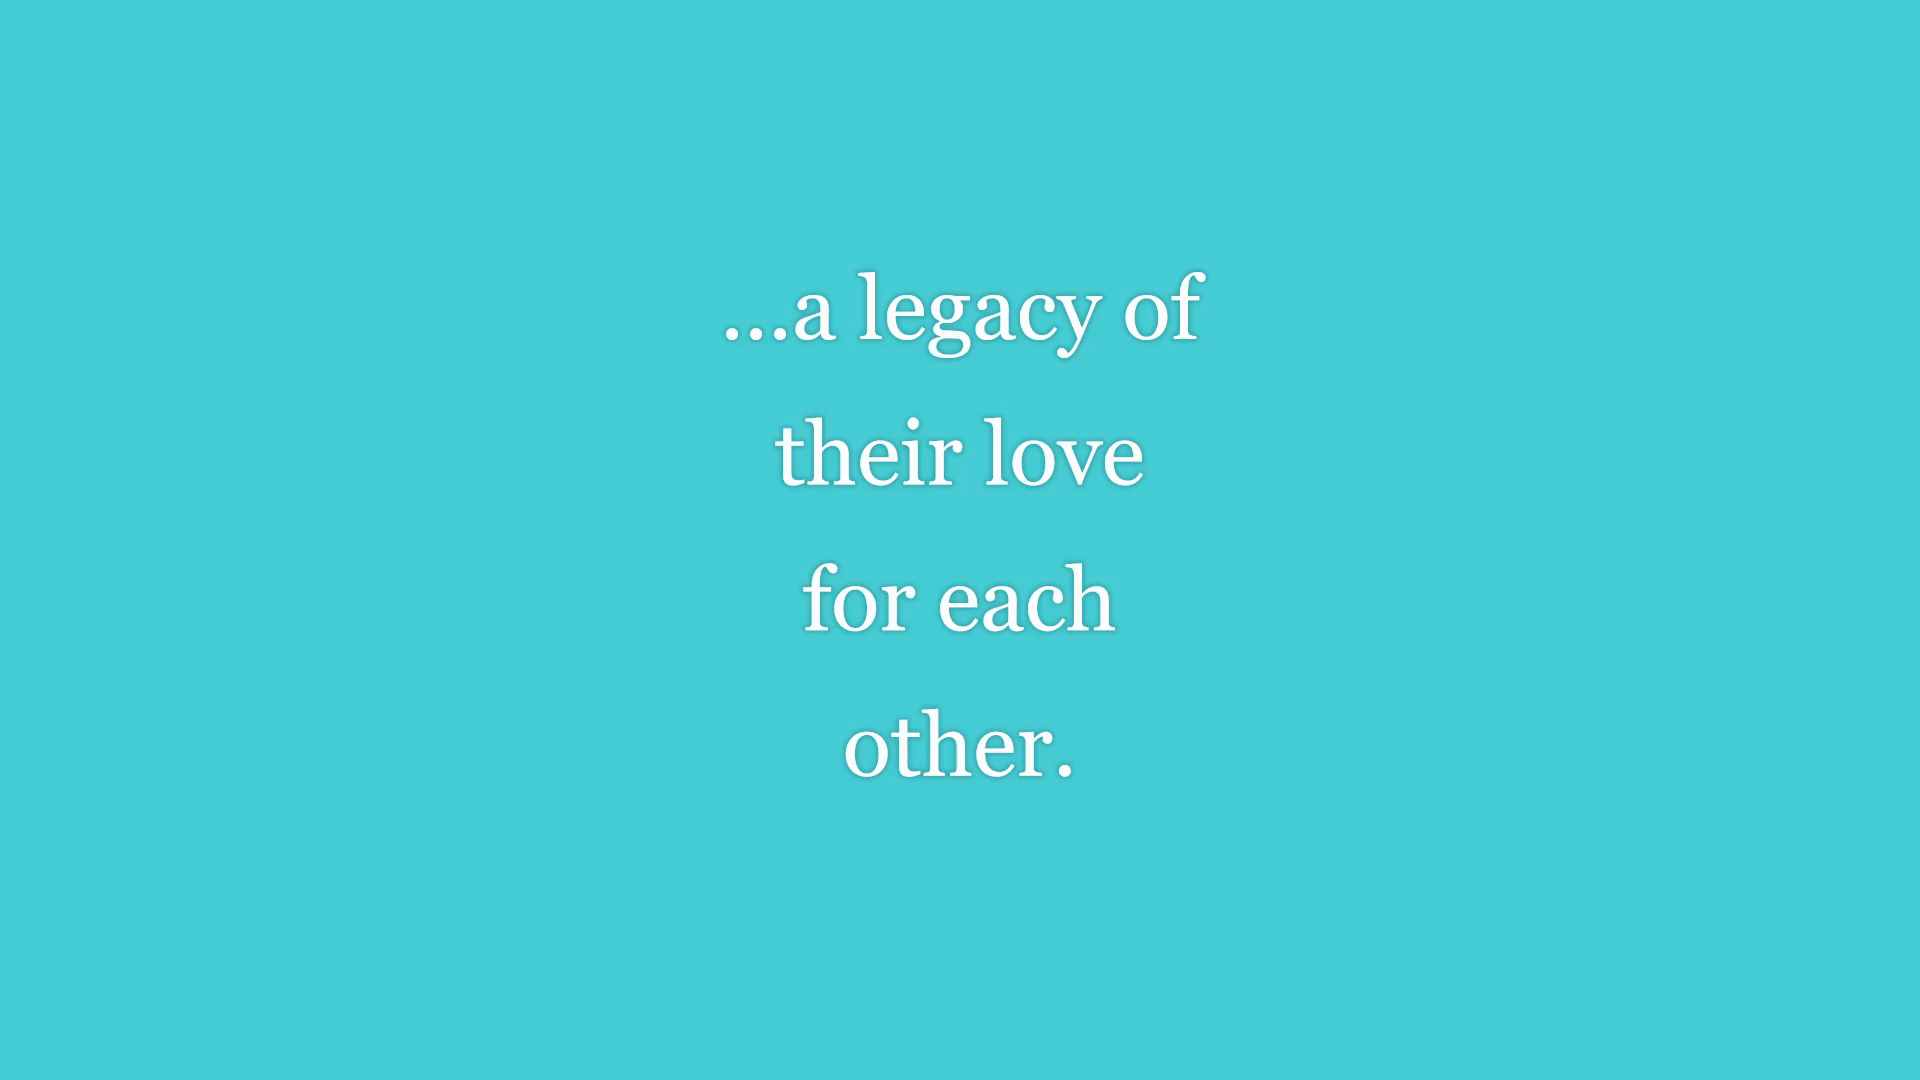 ...a legacy of
their love
for each
other.